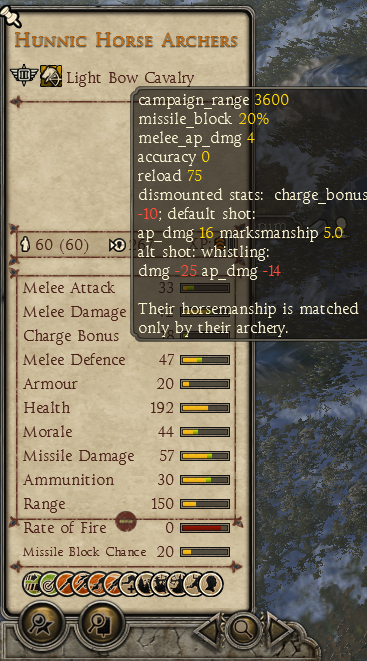 Hunnic Horse Archers
III
Light Bow Cavalry
campaign_range 3600
missile_block 20%
melee_ap_dmg 4
accuracy 0
reload 75
dismounted stats: charge_bonus
-10; default shot:
ap_dmg 16 marksmanship 5.0
alt shot: whistling:
dmg -25 ap_dmg -14
Their horsemanship is matched
only by their archery.
60 (60)
Melee Attack 33
Melee Damage
Charge Bonus
Melee Defence 47
Armour 20
Health 192
Morale 44
Missile Damage 57
Ammunition 30
Range 150
Rate of Fire 0
Missile Block Chance 20